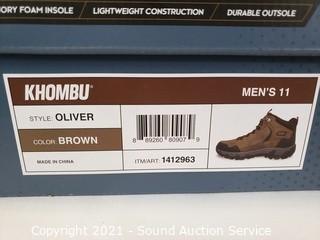 ORY FOAM INSOLE | LIGHTWEIGHT CONSTRUCTION | DURABLE OUTSOLE
KHOMBU MEN'S 11
STYLE: OLIVER
COLOR: BROWN
8 89260 80907 9
MADE IN CHINA ITM/ART: 1412963
Copyright 2021 - Sound Auction Service